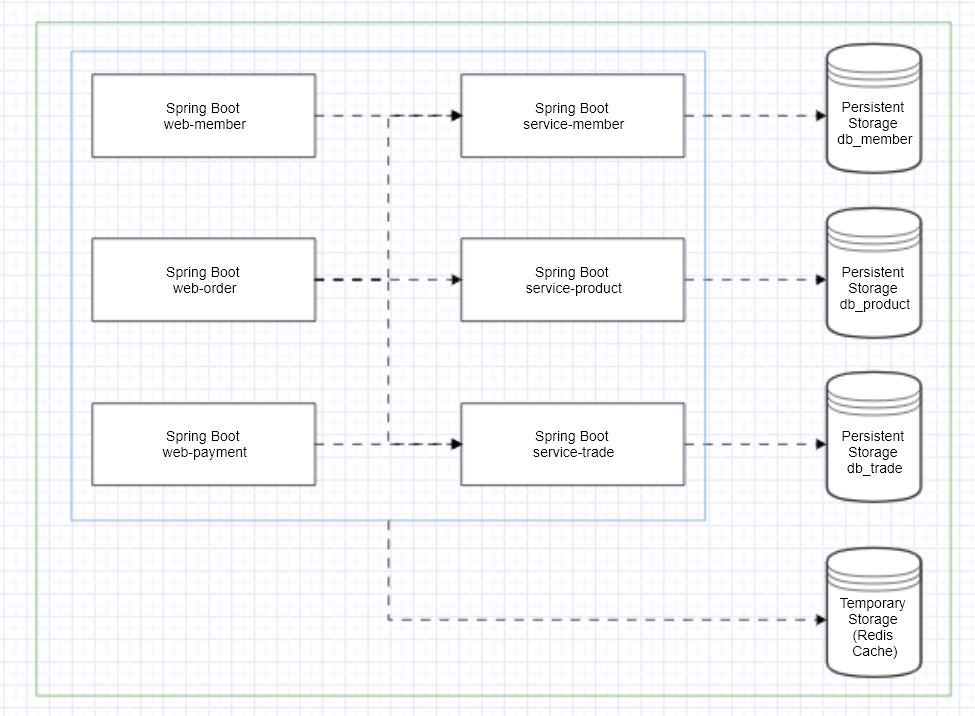 Spring Boot
web-member
Spring Boot
service-member
Persistent
Storage
db_member
Spring Boot
web-order
Spring Boot
service-product
Persistent
Storage
db_product
Spring Boot
web-payment
Spring Boot
service-trade
Persistent
Storage
db_trade
Temporary
Storage
(Redis
Cache)